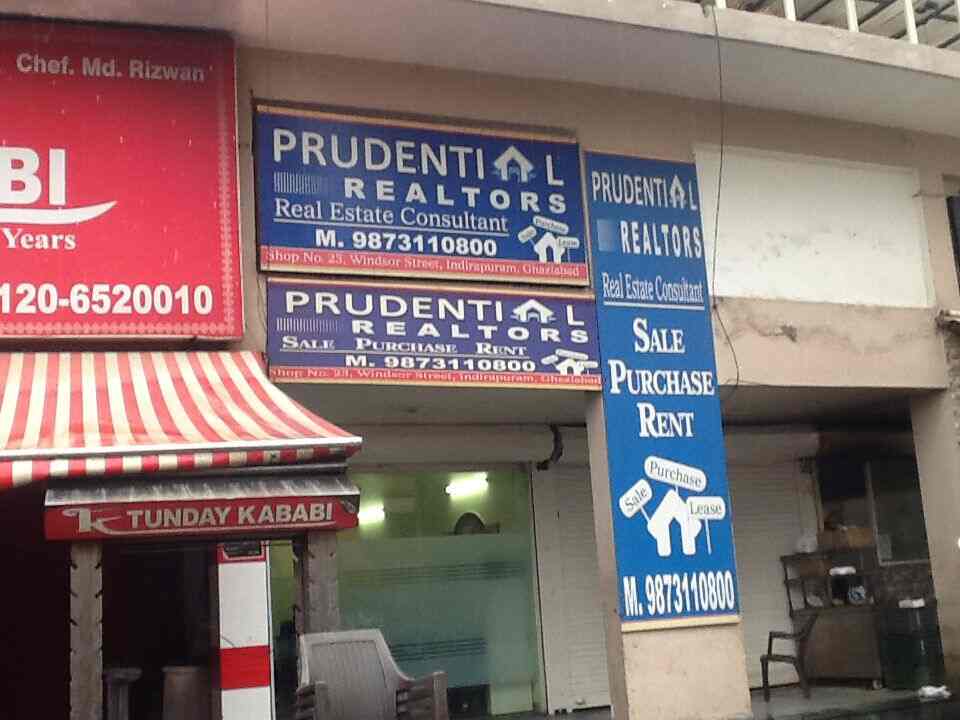 Chef. Md. Rizwan
BI
Years
120-6520010
TUNDAY KABABI
PRUDENTIAL
REALTORS
Real Estate Consultant
M. 9873110800
Shop No. 23, Windsor Street, Indirapuram, Ghaziabad
Sale Purchase Lease
PRUDENTIAL
REALTORS
SALE PURCHASE RENT
M. 9873110800
Shop No. 23, Windsor Street, Indirapuram, Ghaziabad
PRUDENTIAL
REALTORS
Real Estate Consultant
SALE
PURCHASE
RENT
Purchase
Sale
Lease
M. 9873110800